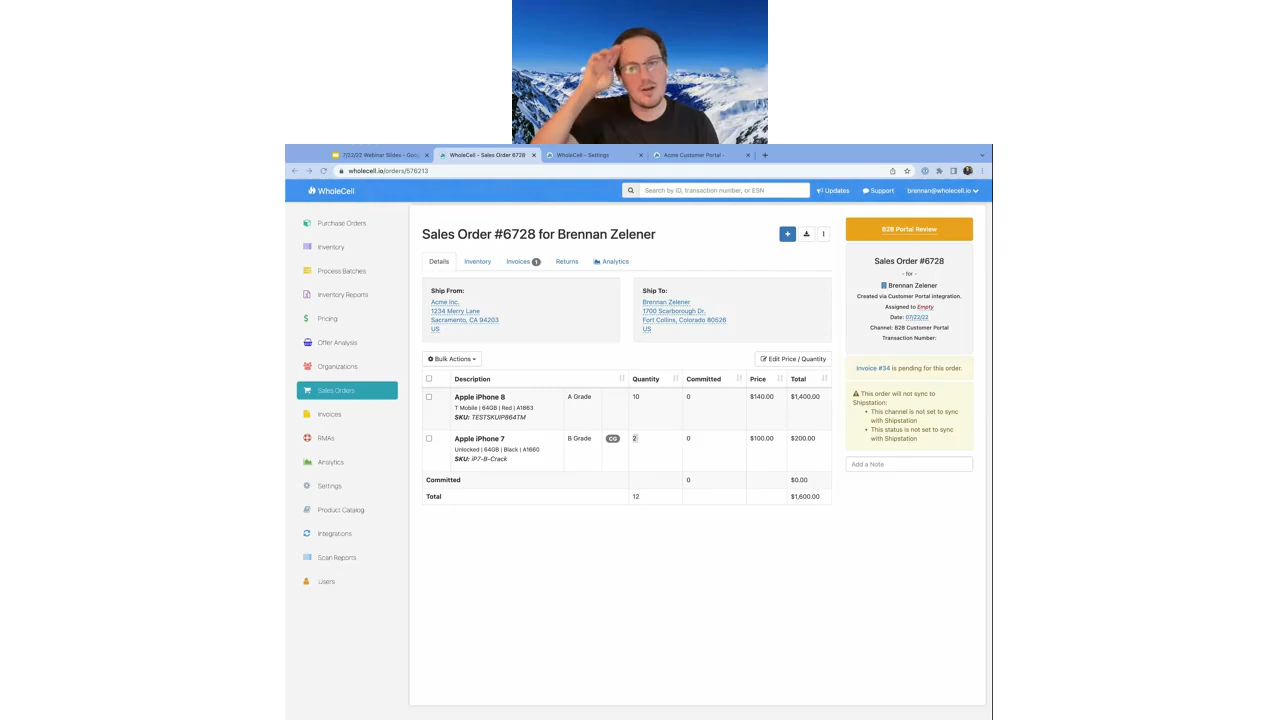 7/22/22 Webinar Slides - Goo
WholeCell - Sales Order 6728
WholeCell - Settings
Acme Customer Portal -
wholecell.io/orders/576213
WholeCell
Search by ID, transaction number, or ESN
Updates
Support
brennan@wholecell.io
Purchase Orders
Inventory
Process Batches
Inventory Reports
Pricing
Offer Analysis
Organizations
Sales Orders
Invoices
RMAs
Analytics
Settings
Product Catalog
Integrations
Scan Reports
Users
Sales Order #6728 for Brennan Zelener
Details Inventory Invoices 1 Returns Analytics
Ship From:
Acme Inc.
1234 Merry Lane
Sacramento, CA 94203
US
Ship To:
Brennan Zelener
1700 Scarborough Dr.
Fort Collins, Colorado 80526
US
Bulk Actions
Edit Price / Quantity
Description Quantity Committed Price Total
Apple iPhone 8 A Grade 10 0 $140.00 $1,400.00
T Mobile | 64GB | Red | A1863
SKU: TESTSKUIP864TM
Apple iPhone 7 B Grade CG 2 0 $100.00 $200.00
Unlocked | 64GB | Black | A1660
SKU: iP7-B-Crack
Committed 0 $0.00
Total 12 $1,600.00
B2B Portal Review
Sales Order #6728
- for -
Brennan Zelener
Created via Customer Portal integration.
Assigned to Empty
Date: 07/22/22
Channel: B2B Customer Portal
Transaction Number:
Invoice #34 is pending for this order.
This order will not sync to
Shipstation:
• This channel is not set to sync
with Shipstation
• This status is not set to sync
with Shipstation
Add a Note